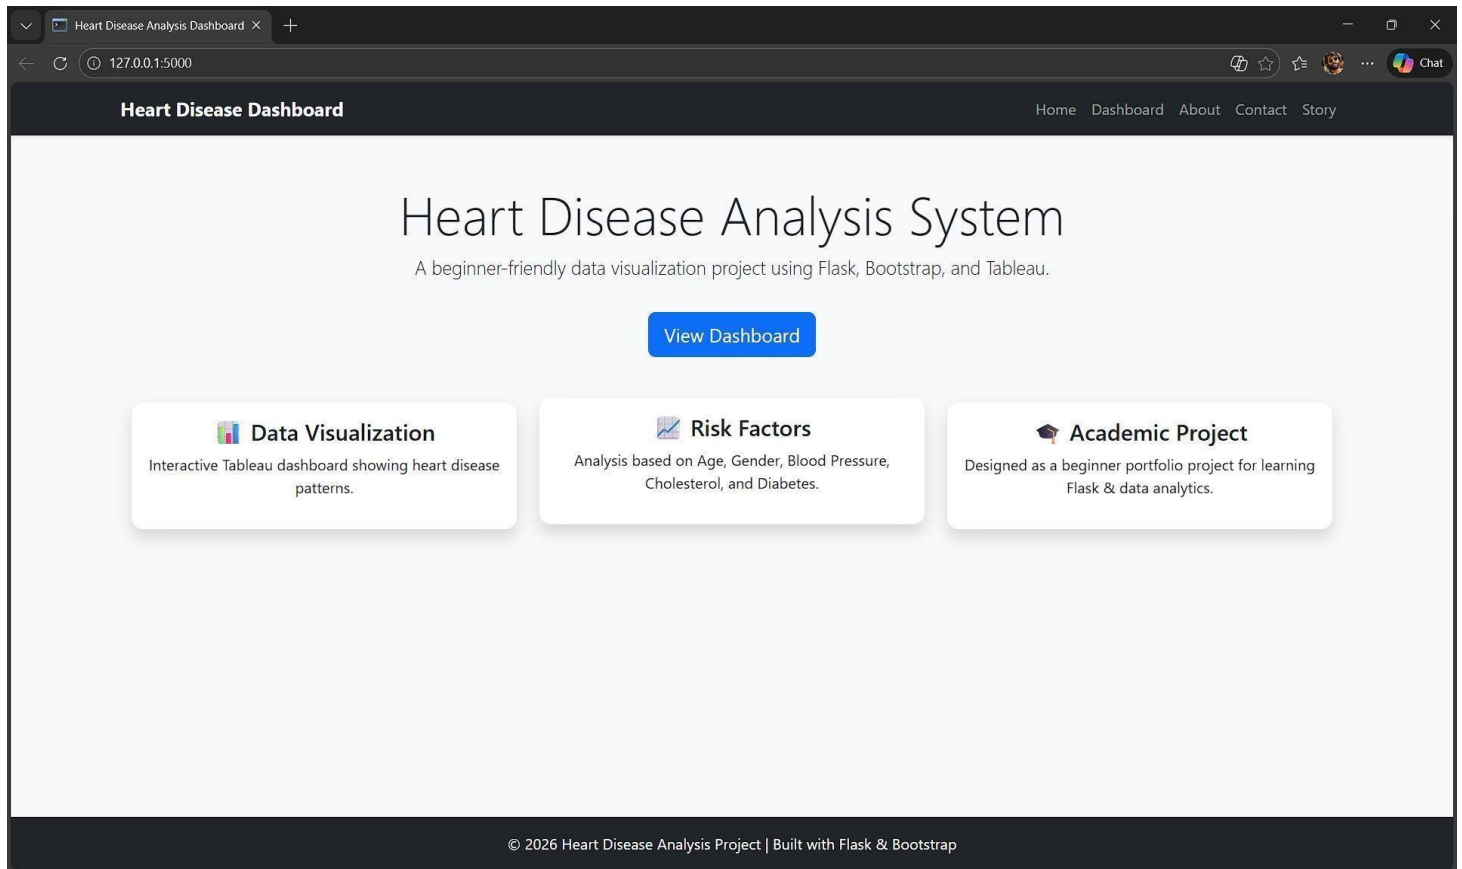 Heart Disease Analysis Dashboard
127.0.0.1:5000
Chat
Heart Disease Dashboard
Home Dashboard About Contact Story
Heart Disease Analysis System
A beginner-friendly data visualization project using Flask, Bootstrap, and Tableau.
View Dashboard
Data Visualization
Interactive Tableau dashboard showing heart disease
patterns.
Risk Factors
Analysis based on Age, Gender, Blood Pressure,
Cholesterol, and Diabetes.
Academic Project
Designed as a beginner portfolio project for learning
Flask & data analytics.
© 2026 Heart Disease Analysis Project | Built with Flask & Bootstrap